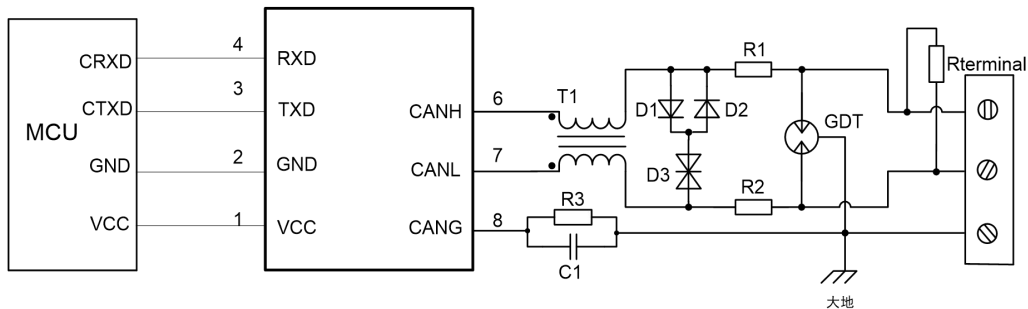 MCU
CRXD
CTXD
GND
VCC
4
3
2
1
RXD
TXD
GND
VCC
CANH
CANL
CANG
6
7
8
T1
D1
D2
D3
R1
R2
R3
C1
GDT
Rterminal
大地